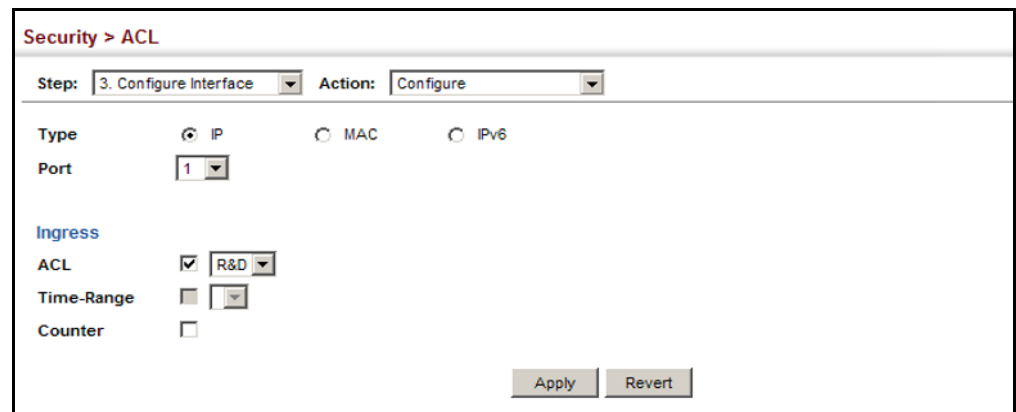 Security > ACL
Step: 3. Configure Interface Action: Configure
Type IP MAC IPv6
Port 1
Ingress
ACL R&D
Time-Range
Counter
Apply Revert